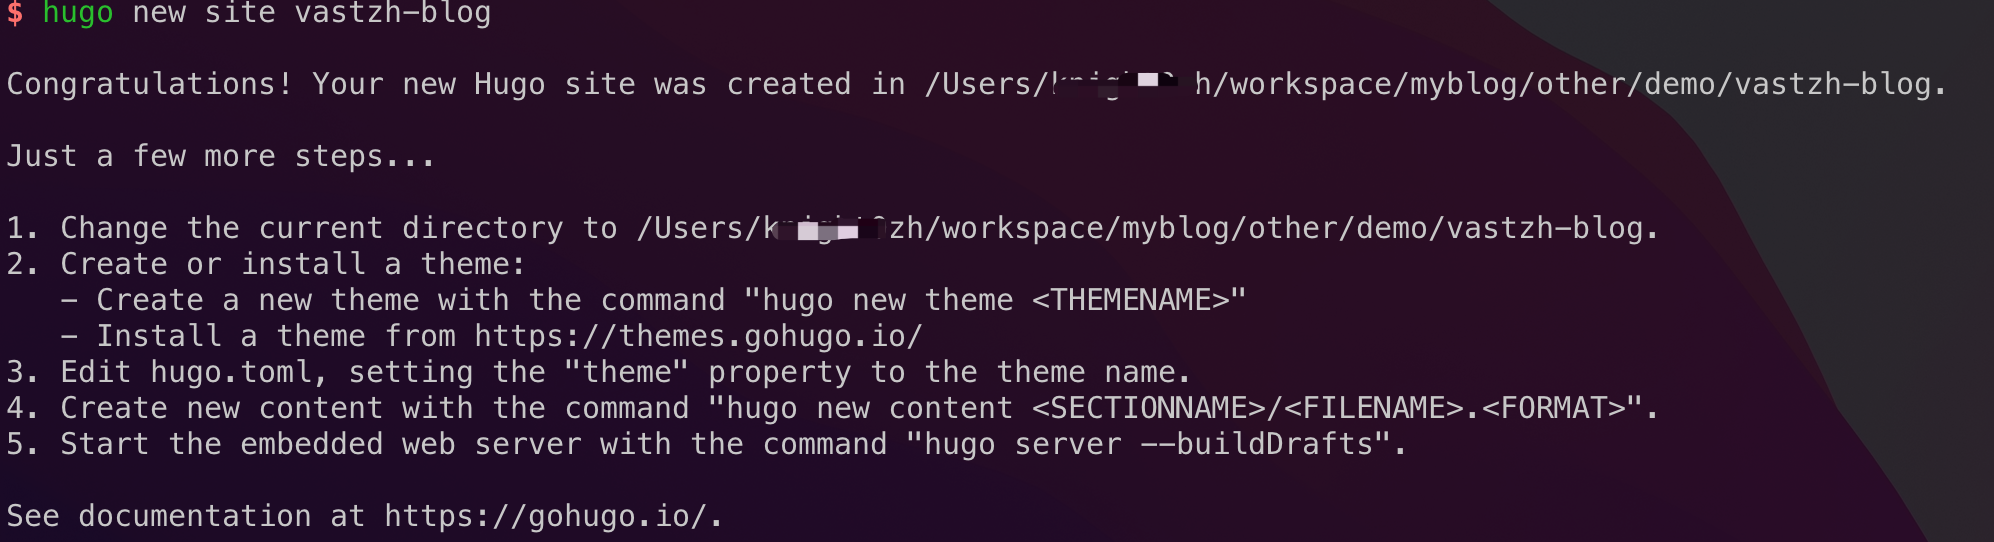 $ hugo new site vastzh-blog
Congratulations! Your new Hugo site was created in /Users/ h/workspace/myblog/other/demo/vastzh-blog.
Just a few more steps...
1. Change the current directory to /Users/ zh/workspace/myblog/other/demo/vastzh-blog.
2. Create or install a theme:
   - Create a new theme with the command "hugo new theme <THEMENAME>"
   - Install a theme from https://themes.gohugo.io/
3. Edit hugo.toml, setting the "theme" property to the theme name.
4. Create new content with the command "hugo new content <SECTIONNAME>/<FILENAME>.<FORMAT>".
5. Start the embedded web server with the command "hugo server --buildDrafts".
See documentation at https://gohugo.io/.